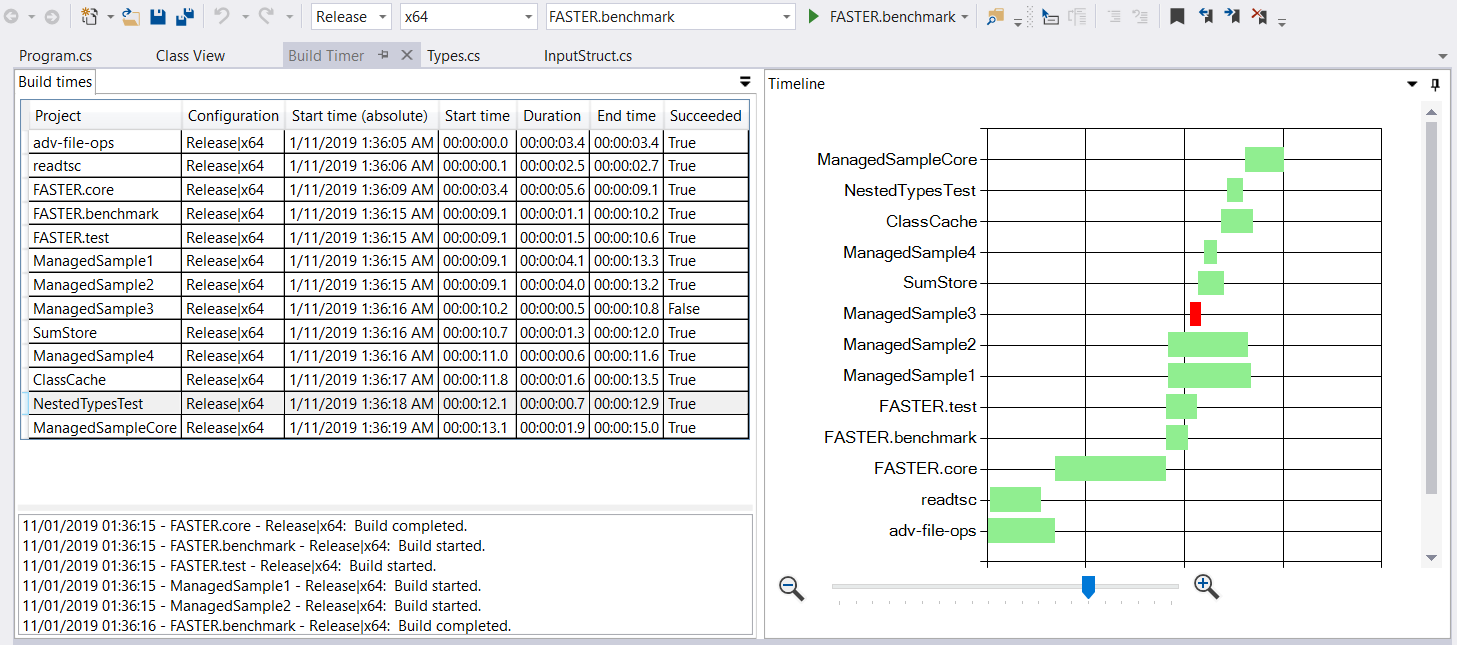 Release x64 FASTER.benchmark FASTER.benchmark
Program.cs Class View Build Timer Types.cs InputStruct.cs
Build times
Project Configuration Start time (absolute) Start time Duration End time Succeeded
adv-file-ops Release|x64 1/11/2019 1:36:05 AM 00:00:00.0 00:00:03.4 00:00:03.4 True
readtsc Release|x64 1/11/2019 1:36:06 AM 00:00:00.1 00:00:02.5 00:00:02.7 True
FASTER.core Release|x64 1/11/2019 1:36:09 AM 00:00:03.4 00:00:05.6 00:00:09.1 True
FASTER.benchmark Release|x64 1/11/2019 1:36:15 AM 00:00:09.1 00:00:01.1 00:00:10.2 True
FASTER.test Release|x64 1/11/2019 1:36:15 AM 00:00:09.1 00:00:01.5 00:00:10.6 True
ManagedSample1 Release|x64 1/11/2019 1:36:15 AM 00:00:09.1 00:00:04.1 00:00:13.3 True
ManagedSample2 Release|x64 1/11/2019 1:36:15 AM 00:00:09.1 00:00:04.0 00:00:13.2 True
ManagedSample3 Release|x64 1/11/2019 1:36:16 AM 00:00:10.2 00:00:00.5 00:00:10.8 False
SumStore Release|x64 1/11/2019 1:36:16 AM 00:00:10.7 00:00:01.3 00:00:12.0 True
ManagedSample4 Release|x64 1/11/2019 1:36:16 AM 00:00:11.0 00:00:00.6 00:00:11.6 True
ClassCache Release|x64 1/11/2019 1:36:17 AM 00:00:11.8 00:00:01.6 00:00:13.5 True
NestedTypesTest Release|x64 1/11/2019 1:36:18 AM 00:00:12.1 00:00:00.7 00:00:12.9 True
ManagedSampleCore Release|x64 1/11/2019 1:36:19 AM 00:00:13.1 00:00:01.9 00:00:15.0 True
11/01/2019 01:36:15 - FASTER.core - Release|x64: Build completed.
11/01/2019 01:36:15 - FASTER.benchmark - Release|x64: Build started.
11/01/2019 01:36:15 - FASTER.test - Release|x64: Build started.
11/01/2019 01:36:15 - ManagedSample1 - Release|x64: Build started.
11/01/2019 01:36:15 - ManagedSample2 - Release|x64: Build started.
11/01/2019 01:36:16 - FASTER.benchmark - Release|x64: Build completed.
Timeline
ManagedSampleCore
NestedTypesTest
ClassCache
ManagedSample4
SumStore
ManagedSample3
ManagedSample2
ManagedSample1
FASTER.test
FASTER.benchmark
FASTER.core
readtsc
adv-file-ops